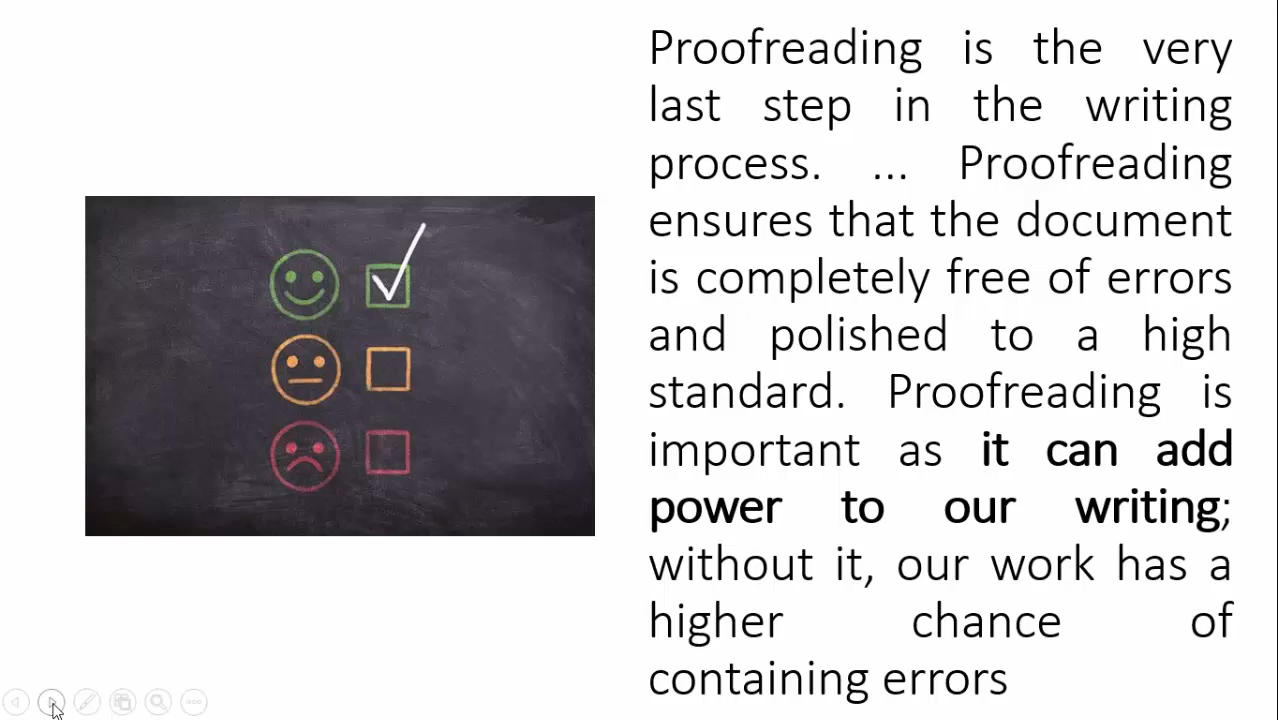 Proofreading is the very
last step in the writing
process. ... Proofreading
ensures that the document
is completely free of errors
and polished to a high
standard. Proofreading is
important as it can add
power to our writing;
without it, our work has a
higher chance of
containing errors